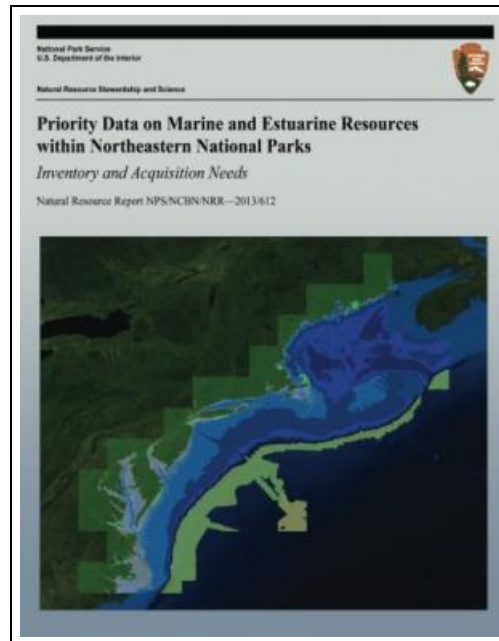 National Park Service
U.S. Department of the Interior
Natural Resource Stewardship and Science
Priority Data on Marine and Estuarine Resources
within Northeastern National Parks
Inventory and Acquisition Needs
Natural Resource Report NPS/NCBN/NRR—2013/612